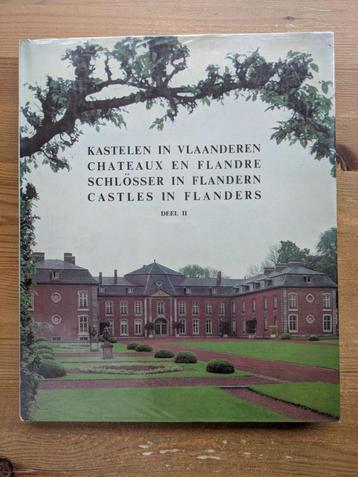 KASTELEN IN VLAANDEREN
CHATEAUX EN FLANDRE
SCHLÖSSER IN FLANDERN
CASTLES IN FLANDERS
DEEL II